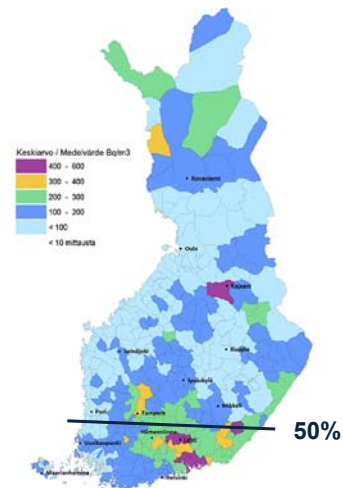 Keskiarvo / Medelvärde Bq/m3
400 - 600
300 - 400
200 - 300
100 - 200
< 100
< 10 mittausta
Rovaniemi
Oulu
Kajaani
Seinäjoki
Kuopio
Jyväskylä
Pori
Tampere
Mikkeli
50%
Hämeenlinna
Lahti
Uusikaupunki
Maarianhamina
Helsinki